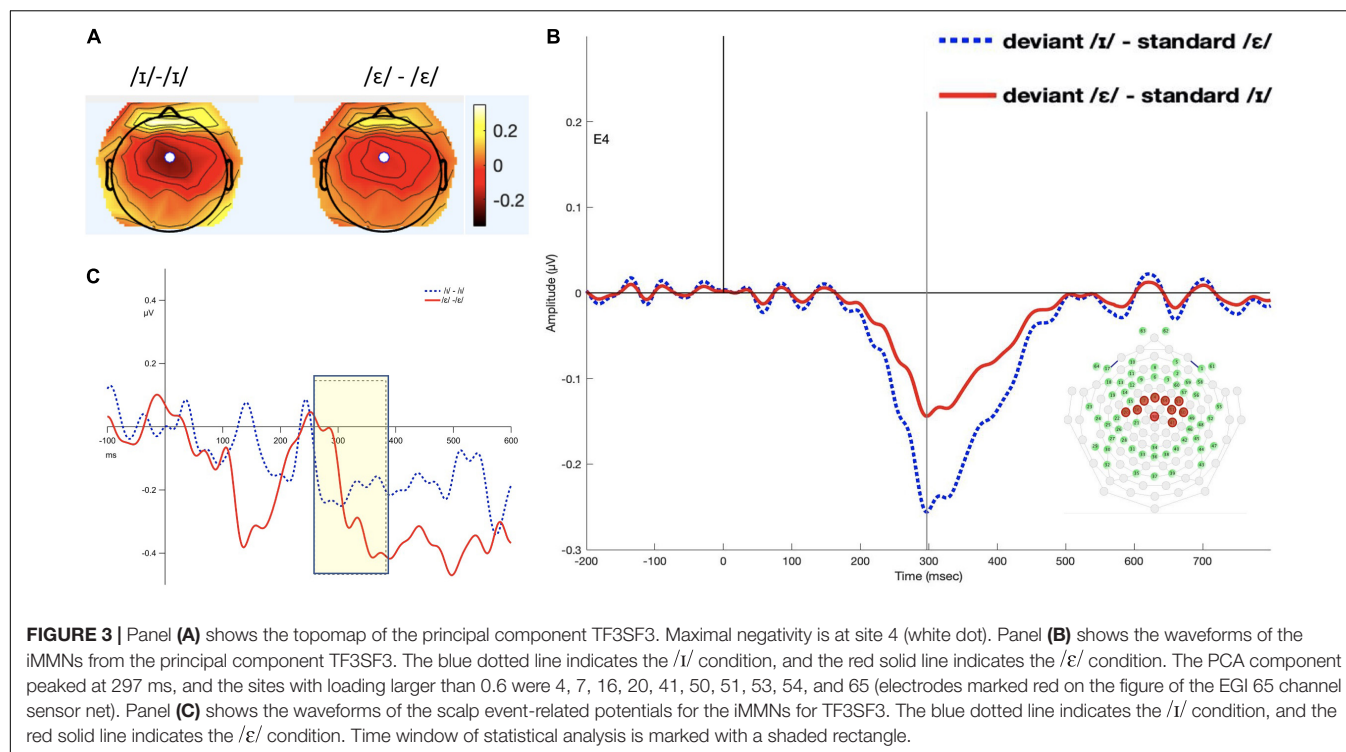 A
/ɪ/-/ɪ/
/ɛ/ - /ɛ/
0.2
0
-0.2
B
deviant /ɪ/ - standard /ɛ/
deviant /ɛ/ - standard /ɪ/
E4
0.2
0.1
0
-0.1
-0.2
-0.3
Amplitude (µV)
-200 -100 0 100 200 300 400 500 600 700
Time (msec)
C
/ɪ/ - /ɪ/
/ɛ/ -/ɛ/
0.4
µV
0.2
-0.2
-0.4
-100 100 200 300 400 500 600
ms
FIGURE 3 | Panel (A) shows the topomap of the principal component TF3SF3. Maximal negativity is at site 4 (white dot). Panel (B) shows the waveforms of the
iMMNs from the principal component TF3SF3. The blue dotted line indicates the /ɪ/ condition, and the red solid line indicates the /ɛ/ condition. The PCA component
peaked at 297 ms, and the sites with loading larger than 0.6 were 4, 7, 16, 20, 41, 50, 51, 53, 54, and 65 (electrodes marked red on the figure of the EGI 65 channel
sensor net). Panel (C) shows the waveforms of the scalp event-related potentials for the iMMNs for TF3SF3. The blue dotted line indicates the /ɪ/ condition, and the
red solid line indicates the /ɛ/ condition. Time window of statistical analysis is marked with a shaded rectangle.